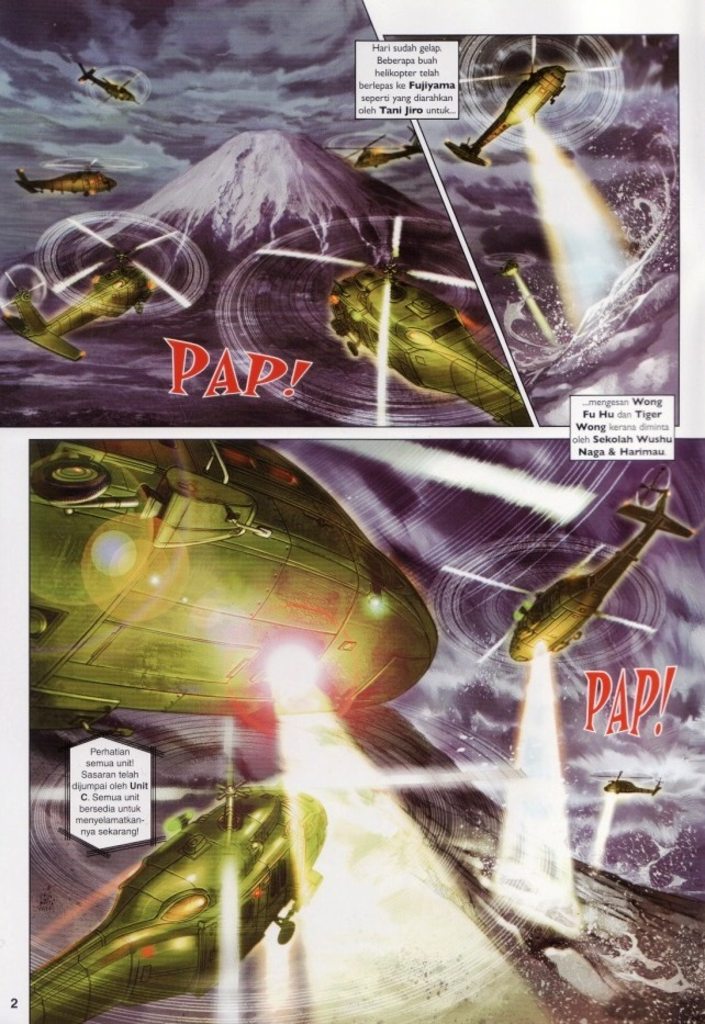 Hari sudah gelap.
Beberapa buah
helikopter telah
berlepas ke Fujiyama
seperti yang diarahkan
oleh Tani Jiro untuk...
PAP!
...mengesan Wong
Fu Hu dan Tiger
Wong kerana diminta
oleh Sekolah Wushu
Naga & Harimau.
PAP!
Perhatian
semua unit!
Sasaran telah
dijumpai oleh Unit
C. Semua unit
bersedia untuk
menyelamatkan-
nya sekarang!
2